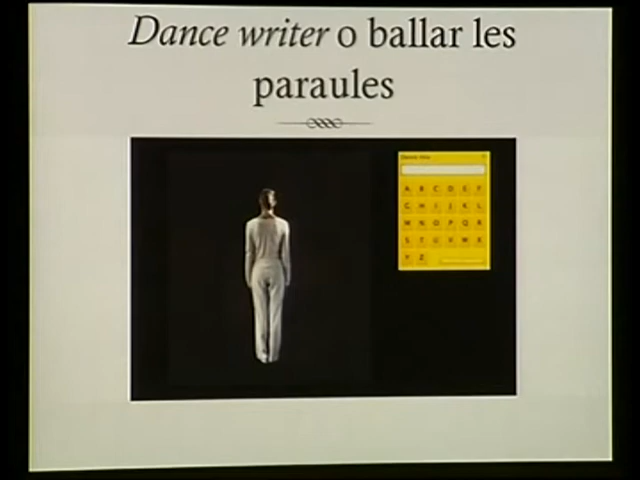 Dance writer o ballar les
paraules
A B C D E F
G H I J K L
M N O P Q R
S T U V W X
Y Z